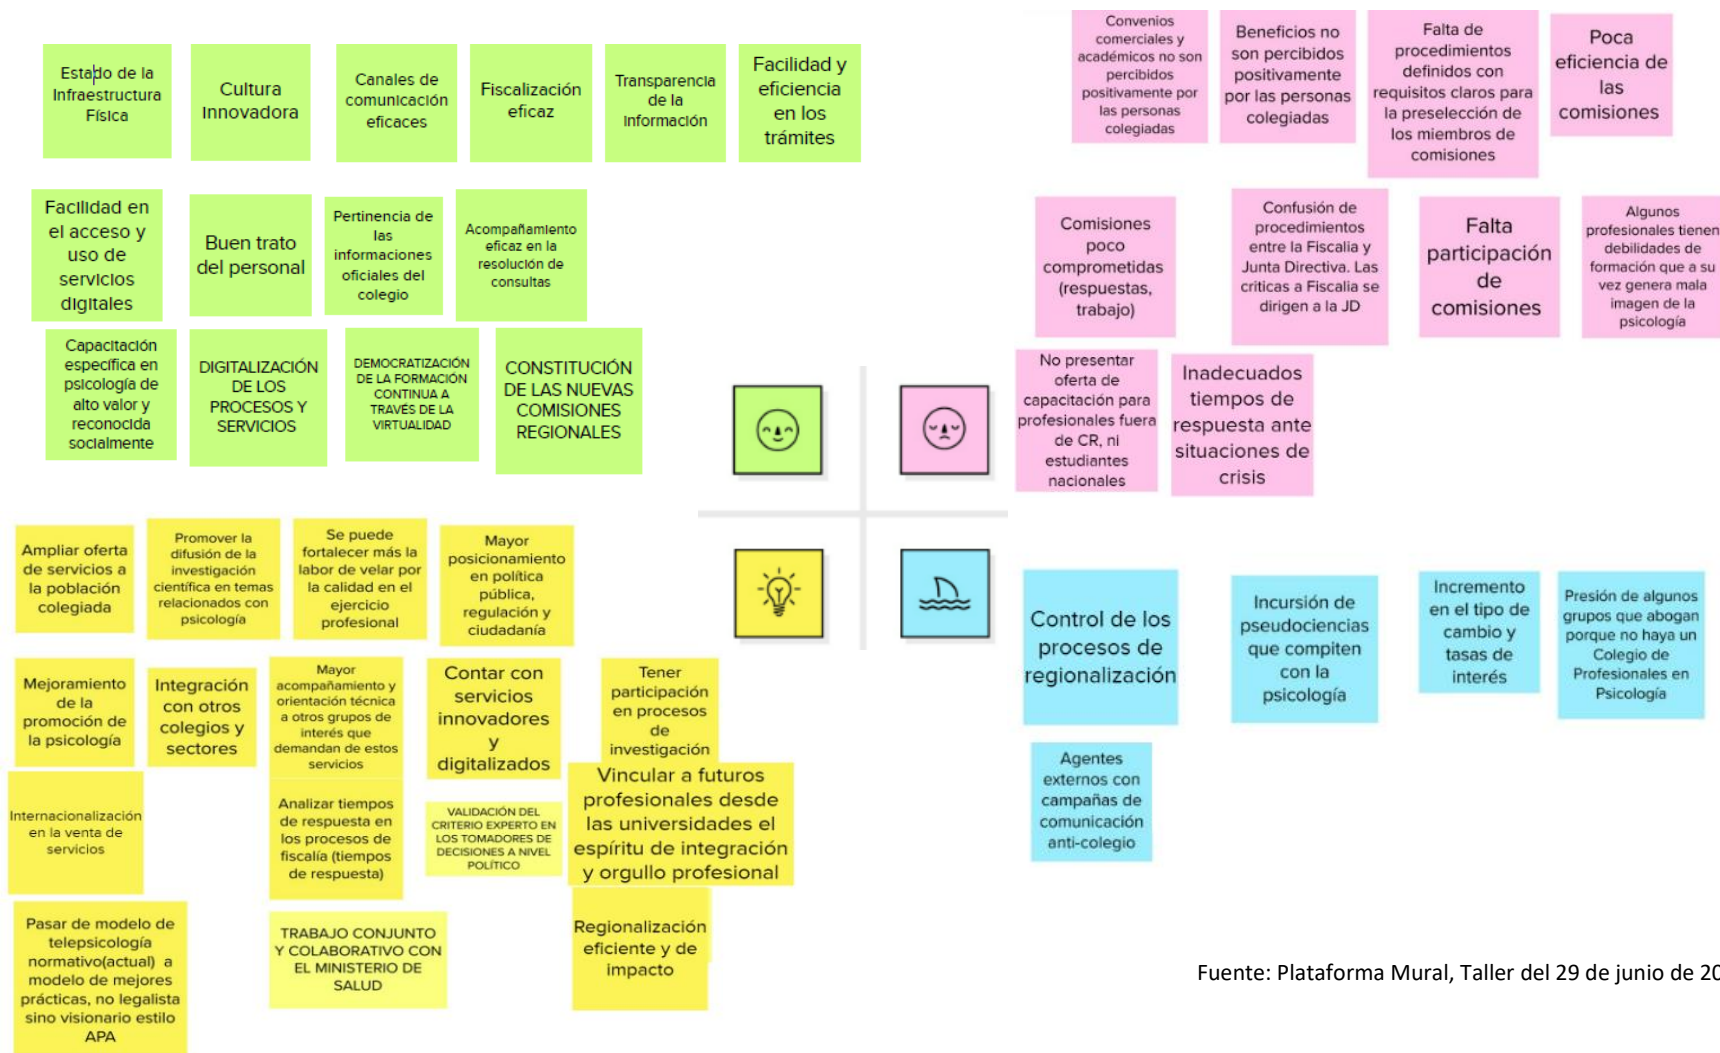 Estado de la
Infraestructura
Física
Cultura
Innovadora
Canales de
comunicación
eficaces
Fiscalización
eficaz
Transparencia
de la
Información
Facilidad y
eficiencia
en los
trámites
Facilidad en
el acceso y
uso de
servicios
digitales
Buen trato
del personal
Pertinencia de
las
informaciones
oficiales del
colegio
Acompañamiento
eficaz en la
resolución de
consultas
Capacitación
específica en
psicología de
alto valor y
reconocida
socialmente
DIGITALIZACIÓN
DE LOS
PROCESOS Y
SERVICIOS
DEMOCRATIZACIÓN
DE LA FORMACIÓN
CONTINUA A
TRAVÉS DE LA
VIRTUALIDAD
CONSTITUCIÓN
DE LAS NUEVAS
COMISIONES
REGIONALES
Convenios
comerciales y
académicos no son
percibidos
positivamente por
las personas
colegiadas
Beneficios no
son percibidos
positivamente
por las personas
colegiadas
Falta de
procedimientos
definidos con
requisitos claros para
la preselección de
los miembros de
comisiones
Poca
eficiencia de
las
comisiones
Comisiones
poco
comprometidas
(respuestas,
trabajo)
Confusión de
procedimientos
entre la Fiscalia y
Junta Directiva. Las
críticas a Fiscalia se
dirigen a la JD
Falta
participación
de
comisiones
Algunos
profesionales tienen
debilidades de
formación que a su
vez genera mala
imagen de la
psicología
No presentar
oferta de
capacitación para
profesionales fuera
de CR, ni
estudiantes
nacionales
Inadecuados
tiempos de
respuesta ante
situaciones de
crisis
Ampliar oferta
de servicios a
la población
colegiada
Promover la
difusión de la
investigación
científica en temas
relacionados con
psicología
Se puede
fortalecer más la
labor de velar por
la calidad en el
ejercicio
profesional
Mayor
posicionamiento
en política
pública,
regulación y
ciudadanía
Mejoramiento
de la
promoción de
la psicología
Integración
con otros
colegios y
sectores
Mayor
acompañamiento y
orientación técnica
a otros grupos de
interés que
demandan de estos
servicios
Contar con
servicios
innovadores
y
digitalizados
Tener
participación
en procesos
de
investigación
Internacionalización
en la venta de
servicios
Analizar tiempos
de respuesta en
los procesos de
fiscalía (tiempos
de respuesta)
VALIDACIÓN DEL
CRITERIO EXPERTO EN
LOS TOMADORES DE
DECISIONES A NIVEL
POLÍTICO
Vincular a futuros
profesionales desde
las universidades el
espíritu de integración
y orgullo profesional
Pasar de modelo de
telepsicología
normativo(actual) a
modelo de mejores
prácticas, no legalista
sino visionario estilo
APA
TRABAJO CONJUNTO
Y COLABORATIVO CON
EL MINISTERIO DE
SALUD
Regionalización
eficiente y de
impacto
Control de los
procesos de
regionalización
Incursión de
pseudociencias
que compiten
con la
psicología
Incremento
en el tipo de
cambio y
tasas de
interés
Presión de algunos
grupos que abogan
porque no haya un
Colegio de
Profesionales en
Psicología
Agentes
externos con
campañas de
comunicación
anti-colegio
Fuente: Plataforma Mural, Taller del 29 de junio de 20